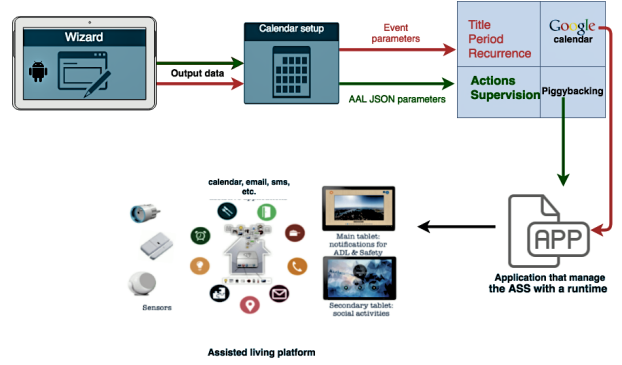 Wizard
Output data
Calendar setup
Event
parameters
AAL JSON parameters
Title
Period
Recurrence
Google
calendar
Actions
Supervision
Piggybacking
APP
Application that manage
the ASS with a runtime
calendar, email, sms,
etc.
Sensors
Main tablet:
notifications for
ADL & Safety
Secondary tablet:
social activities
Assisted living platform